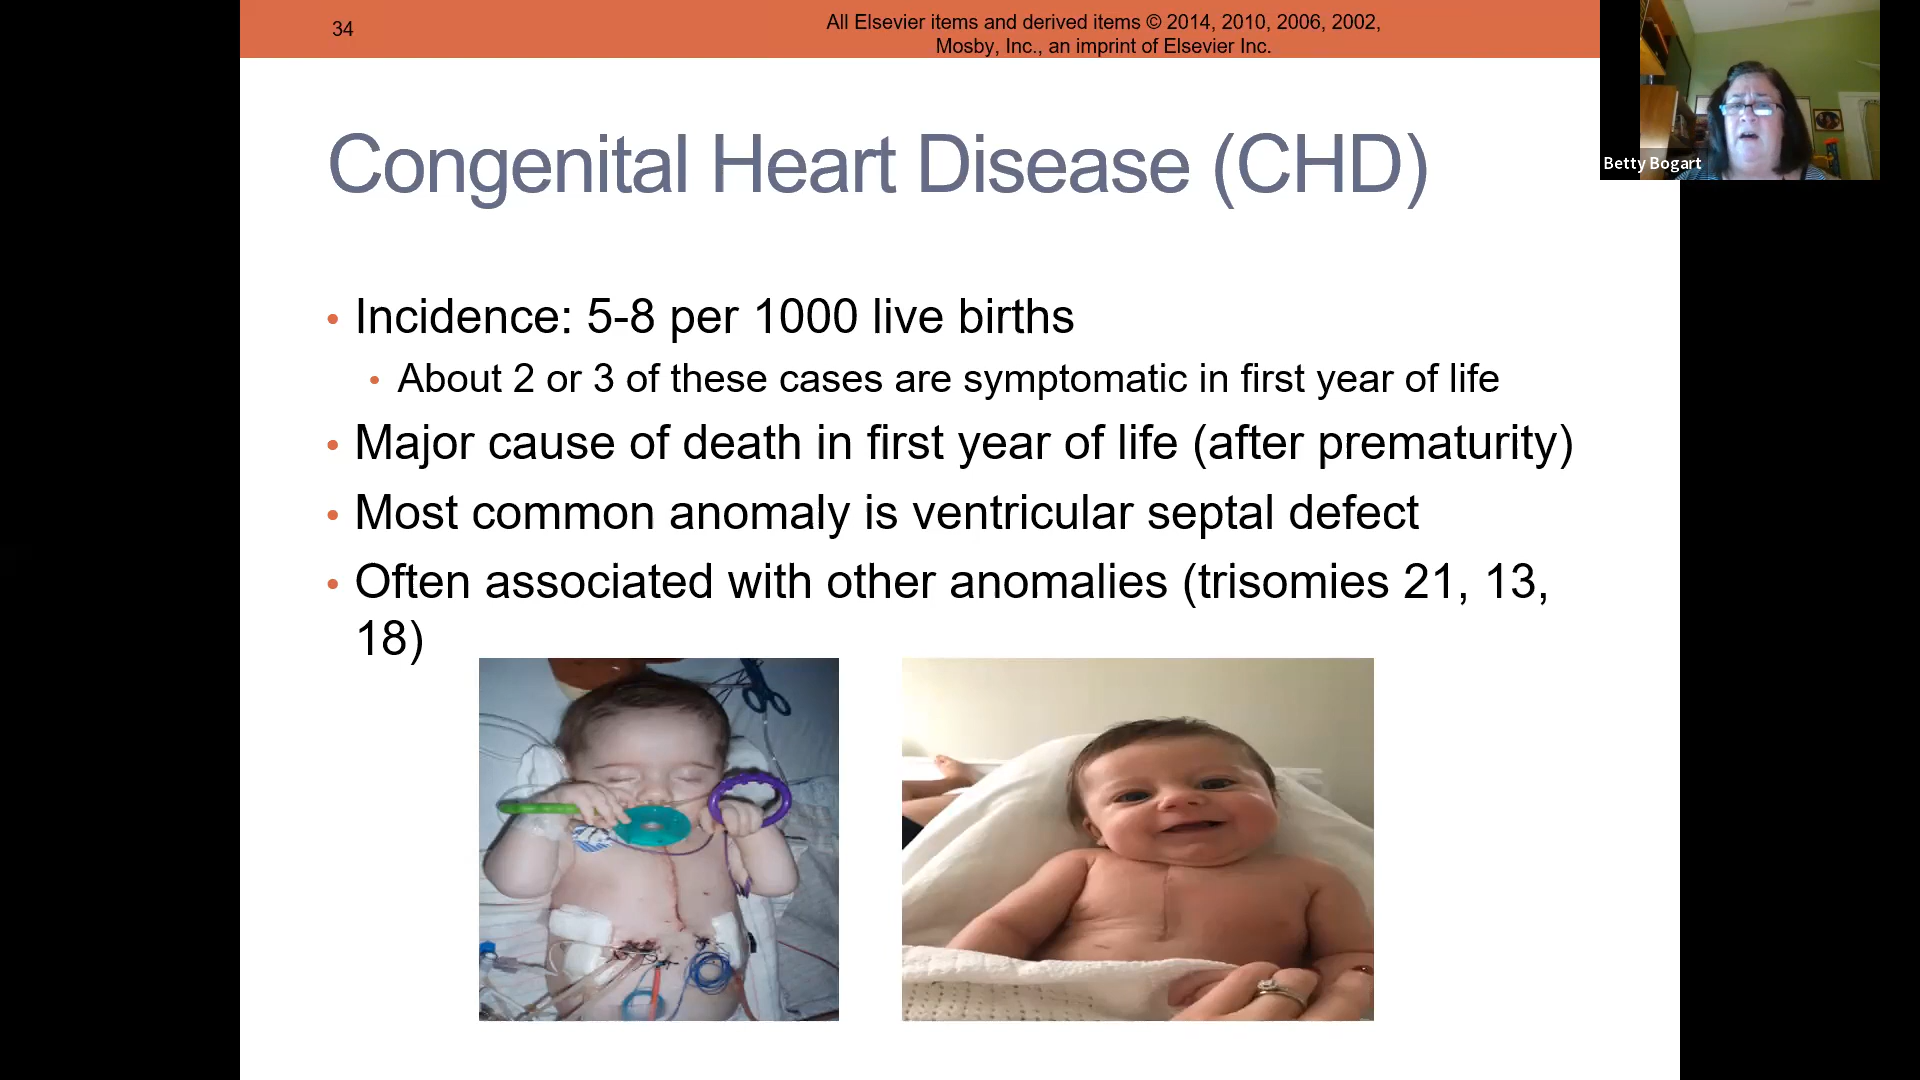 34
All Elsevier items and derived items © 2014, 2010, 2006, 2002,
Mosby, Inc., an imprint of Elsevier Inc.
Betty Bogart
Congenital Heart Disease (CHD)
• Incidence: 5-8 per 1000 live births
• About 2 or 3 of these cases are symptomatic in first year of life
• Major cause of death in first year of life (after prematurity)
• Most common anomaly is ventricular septal defect
• Often associated with other anomalies (trisomies 21, 13,
18)